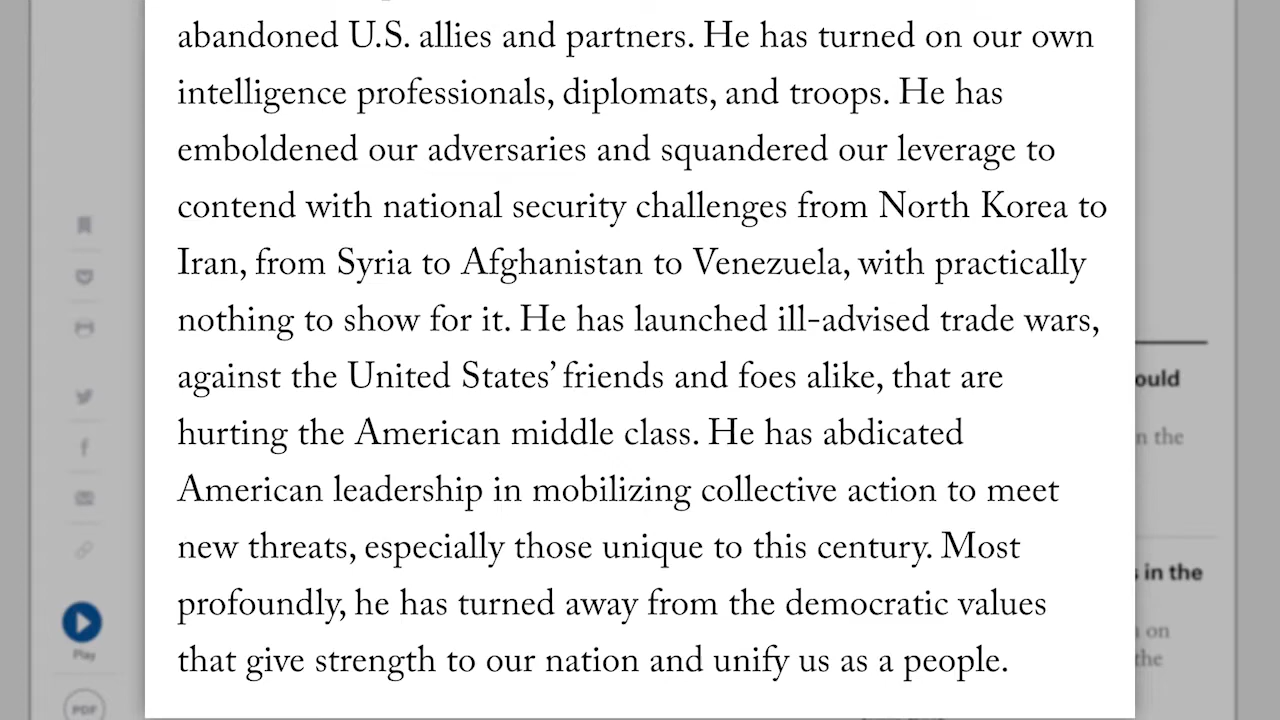 abandoned U.S. allies and partners. He has turned on our own
intelligence professionals, diplomats, and troops. He has
emboldened our adversaries and squandered our leverage to
contend with national security challenges from North Korea to
Iran, from Syria to Afghanistan to Venezuela, with practically
nothing to show for it. He has launched ill-advised trade wars,
against the United States’ friends and foes alike, that are
hurting the American middle class. He has abdicated
American leadership in mobilizing collective action to meet
new threats, especially those unique to this century. Most
profoundly, he has turned away from the democratic values
that give strength to our nation and unify us as a people.
Play
PDF
ould
n the
in the
on
the